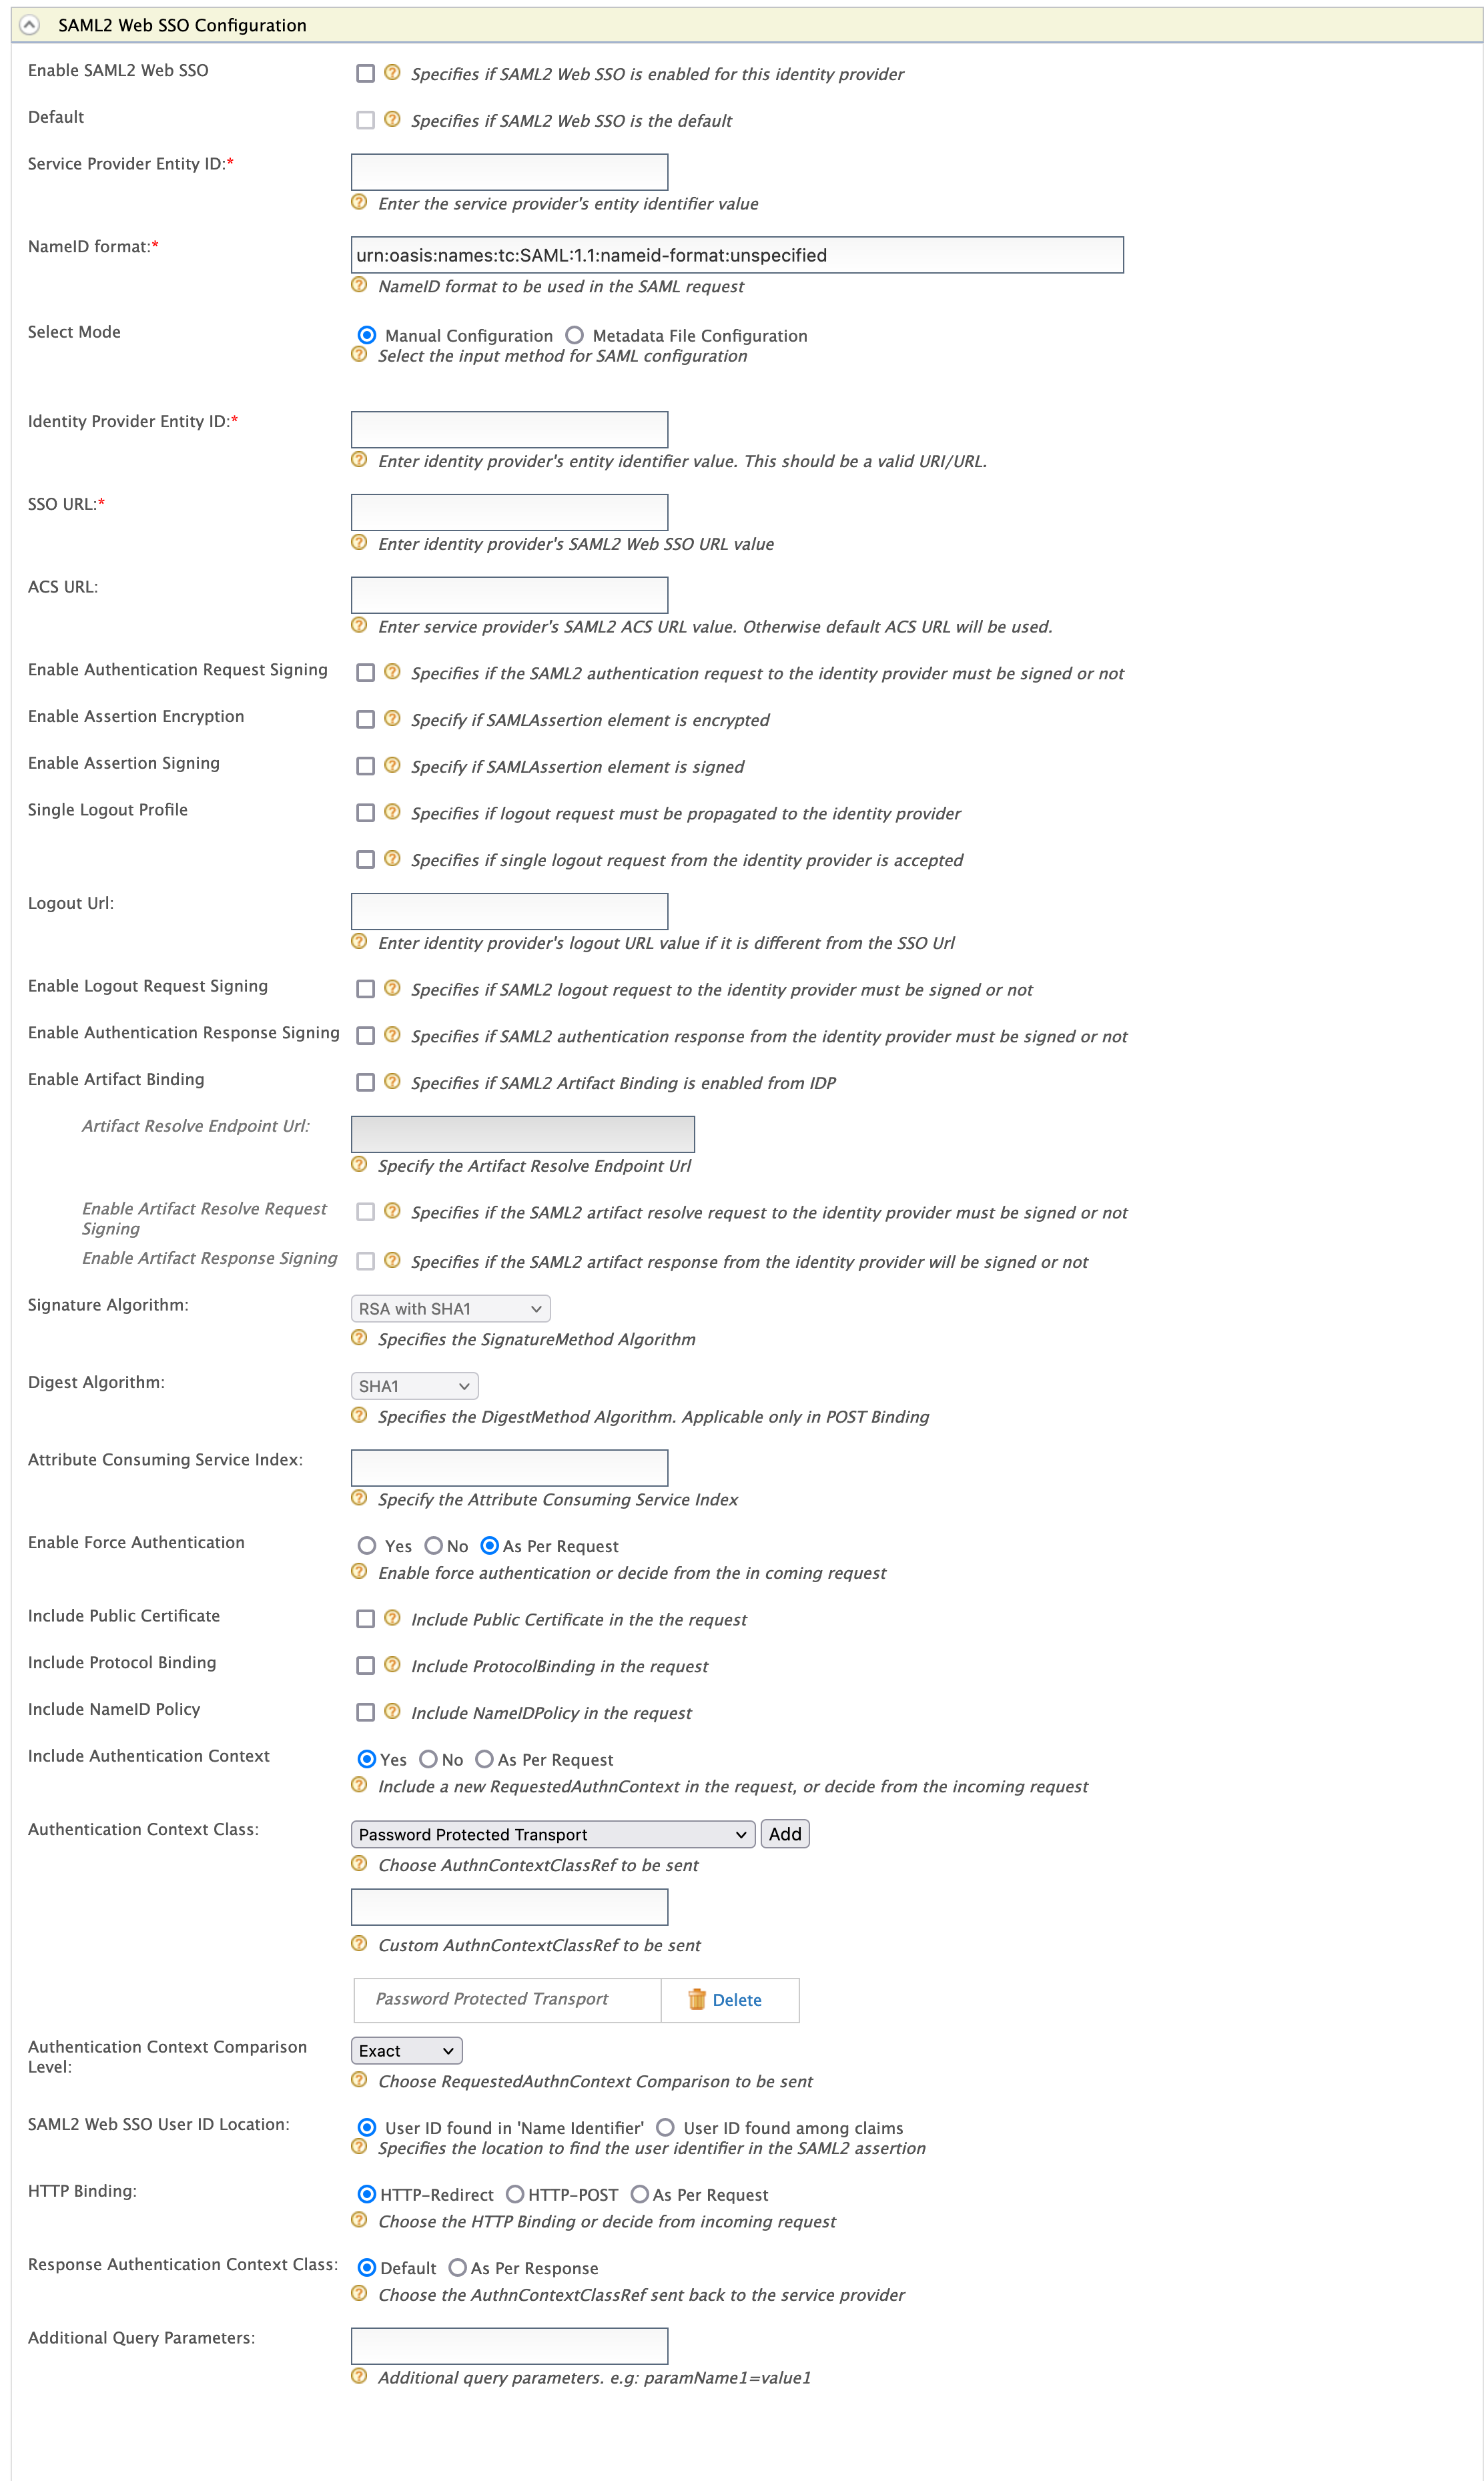 SAML2 Web SSO Configuration
Enable SAML2 Web SSO
Specifies if SAML2 Web SSO is enabled for this identity provider
Default
Specifies if SAML2 Web SSO is the default
Service Provider Entity ID:*
Enter the service provider's entity identifier value
NameID format:*
urn:oasis:names:tc:SAML:1.1:nameid-format:unspecified
NameID format to be used in the SAML request
Select Mode
Manual Configuration Metadata File Configuration
Select the input method for SAML configuration
Identity Provider Entity ID:*
Enter identity provider's entity identifier value. This should be a valid URI/URL.
SSO URL:*
Enter identity provider's SAML2 Web SSO URL value
ACS URL:
Enter service provider's SAML2 ACS URL value. Otherwise default ACS URL will be used.
Enable Authentication Request Signing
Specifies if the SAML2 authentication request to the identity provider must be signed or not
Enable Assertion Encryption
Specify if SAMLAssertion element is encrypted
Enable Assertion Signing
Specify if SAMLAssertion element is signed
Single Logout Profile
Specifies if logout request must be propagated to the identity provider
Specifies if single logout request from the identity provider is accepted
Logout Url:
Enter identity provider's logout URL value if it is different from the SSO Url
Enable Logout Request Signing
Specifies if SAML2 logout request to the identity provider must be signed or not
Enable Authentication Response Signing
Specifies if SAML2 authentication response from the identity provider must be signed or not
Enable Artifact Binding
Specifies if SAML2 Artifact Binding is enabled from IDP
Artifact Resolve Endpoint Url:
Specify the Artifact Resolve Endpoint Url
Enable Artifact Resolve Request
Signing
Specifies if the SAML2 artifact resolve request to the identity provider must be signed or not
Enable Artifact Response Signing
Specifies if the SAML2 artifact response from the identity provider will be signed or not
Signature Algorithm:
RSA with SHA1
Specifies the SignatureMethod Algorithm
Digest Algorithm:
SHA1
Specifies the DigestMethod Algorithm. Applicable only in POST Binding
Attribute Consuming Service Index:
Specify the Attribute Consuming Service Index
Enable Force Authentication
Yes No As Per Request
Enable force authentication or decide from the in coming request
Include Public Certificate
Include Public Certificate in the the request
Include Protocol Binding
Include ProtocolBinding in the request
Include NameID Policy
Include NameIDPolicy in the request
Include Authentication Context
Yes No As Per Request
Include a new RequestedAuthnContext in the request, or decide from the incoming request
Authentication Context Class:
Password Protected Transport Add
Choose AuthnContextClassRef to be sent
Custom AuthnContextClassRef to be sent
Password Protected Transport Delete
Authentication Context Comparison
Level:
Exact
Choose RequestedAuthnContext Comparison to be sent
SAML2 Web SSO User ID Location:
User ID found in 'Name Identifier' User ID found among claims
Specifies the location to find the user identifier in the SAML2 assertion
HTTP Binding:
HTTP-Redirect HTTP-POST As Per Request
Choose the HTTP Binding or decide from incoming request
Response Authentication Context Class:
Default As Per Response
Choose the AuthnContextClassRef sent back to the service provider
Additional Query Parameters:
Additional query parameters. e.g: paramName1=value1